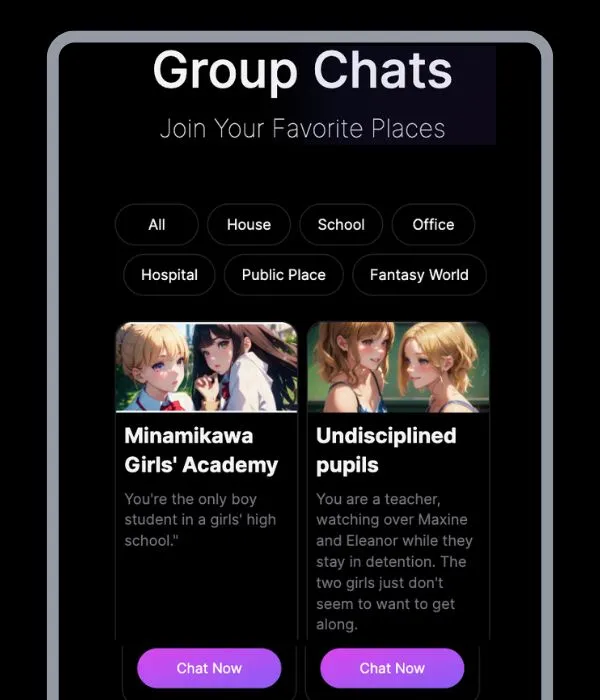 Group Chats
Join Your Favorite Places
All
House
School
Office
Hospital
Public Place
Fantasy World
Minamikawa
Girls' Academy
You're the only boy
student in a girls' high
school."
Chat Now
Undisciplined
pupils
You are a teacher,
watching over Maxine
and Eleanor while they
stay in detention. The
two girls just don't
seem to want to get
along.
Chat Now